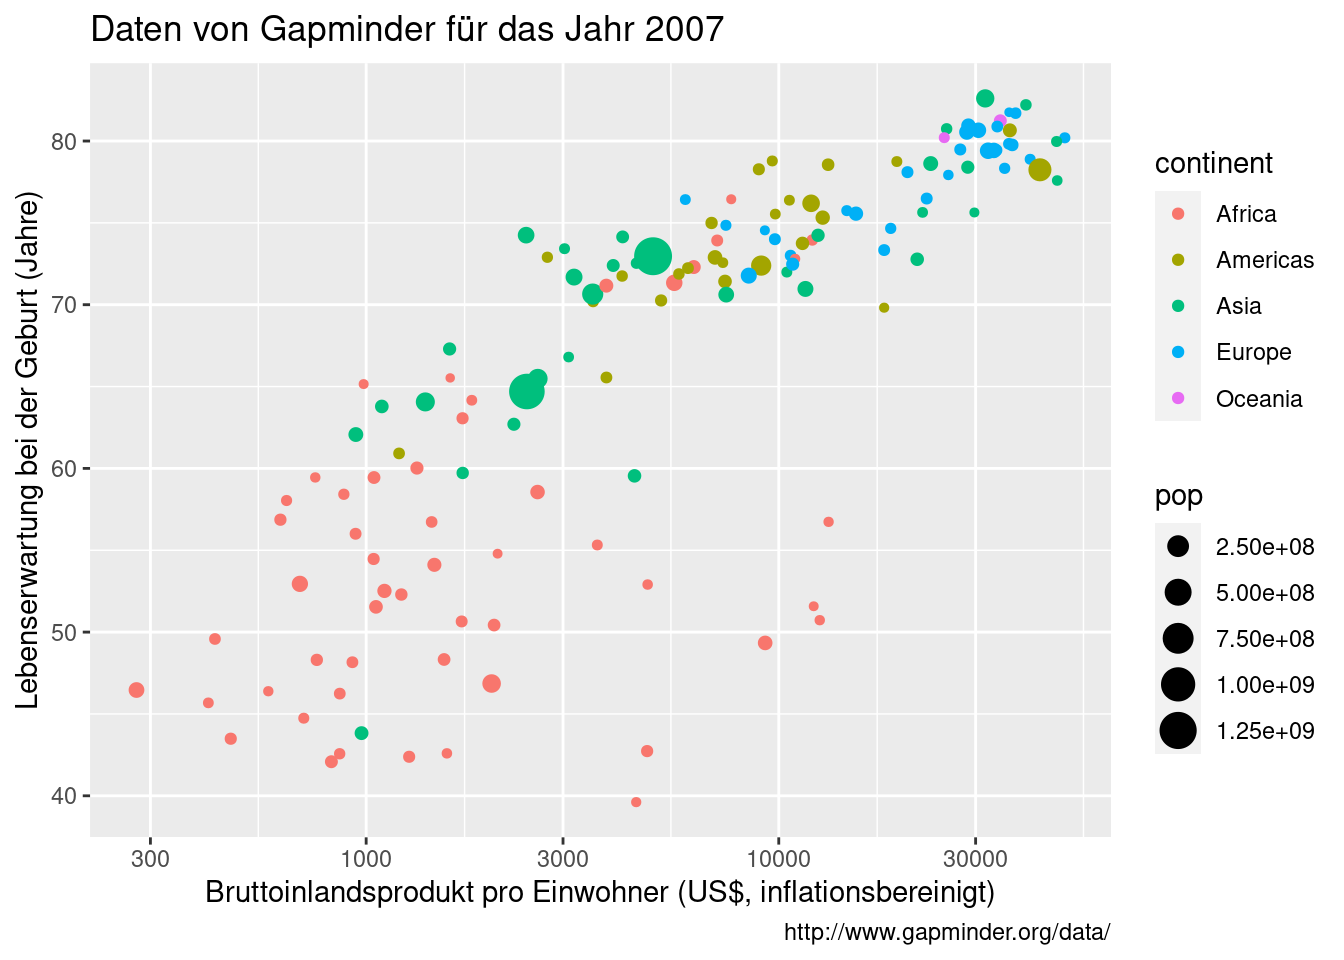 Daten von Gapminder für das Jahr 2007
Lebenserwartung bei der Geburt (Jahre)
80
70
60
50
40
300 1000 3000 10000 30000
Bruttoinlandsprodukt pro Einwohner (US$, inflationsbereinigt)
http://www.gapminder.org/data/
continent
Africa
Americas
Asia
Europe
Oceania
pop
2.50e+08
5.00e+08
7.50e+08
1.00e+09
1.25e+09